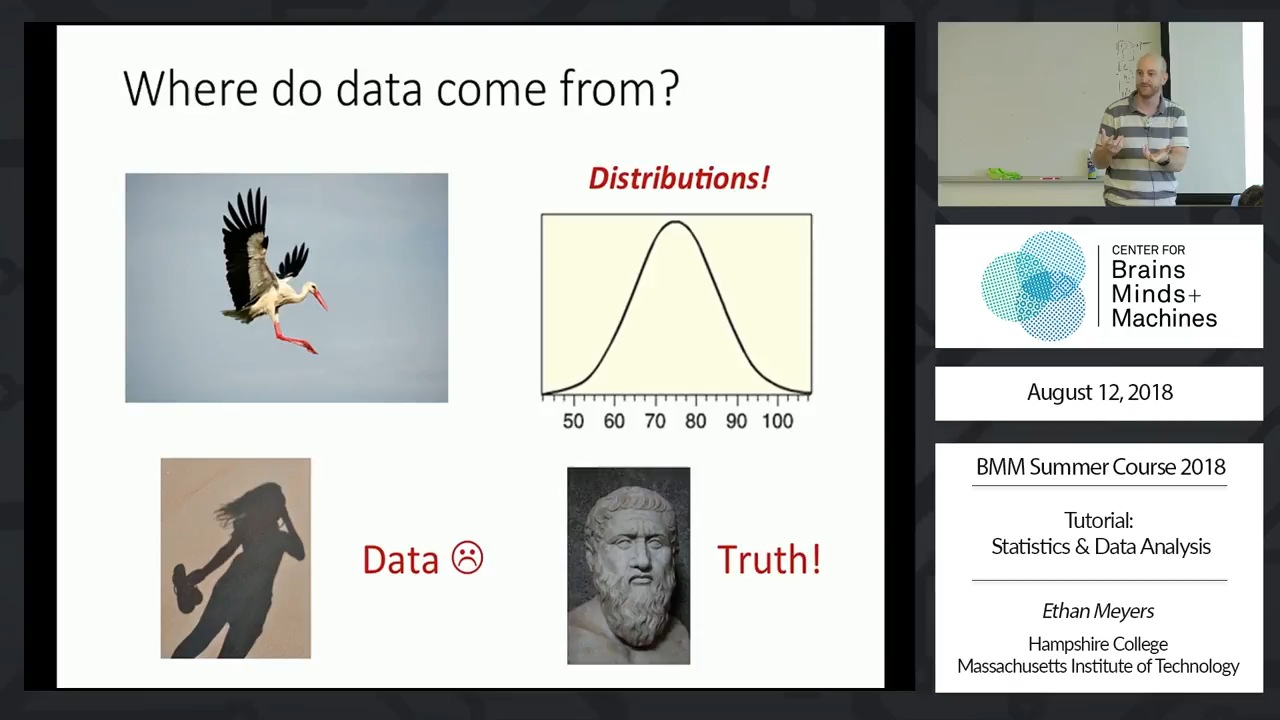 Where do data come from?
Distributions!
50 60 70 80 90 100
Data ☹
Truth!
CENTER FOR
Brains
Minds+
Machines
August 12, 2018
BMM Summer Course 2018
Tutorial:
Statistics & Data Analysis
Ethan Meyers
Hampshire College
Massachusetts Institute of Technology